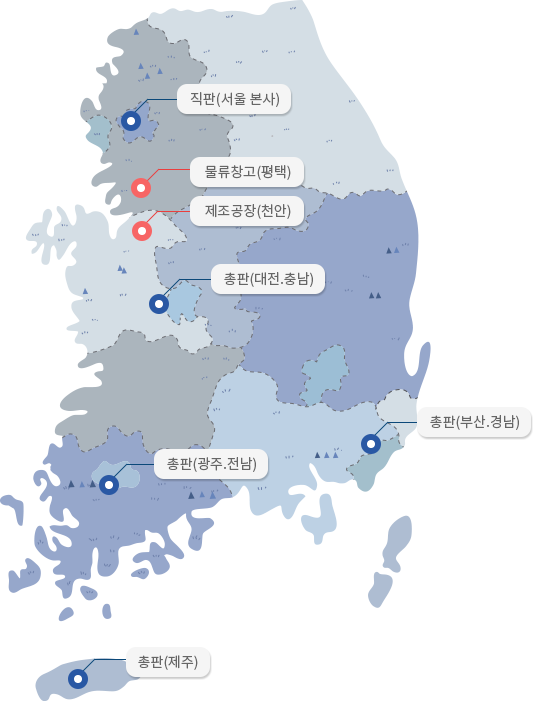 직판(서울 본사)
물류창고(평택)
제조공장(천안)
총판(대전.충남)
총판(부산.경남)
총판(광주.전남)
총판(제주)